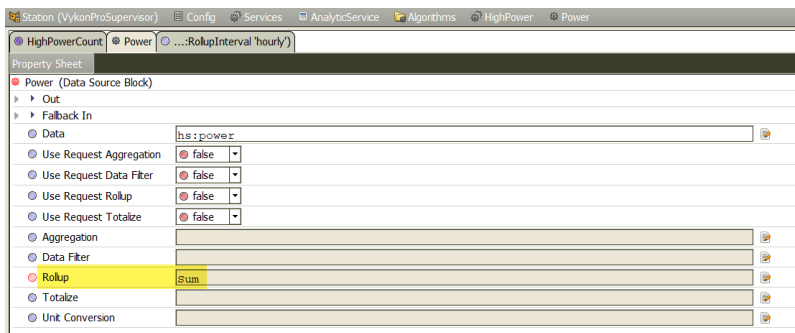 Station (VykonProSupervisor) Config Services AnalyticService Algorithms HighPower Power
HighPowerCount Power ...:RollupInterval 'hourly')
Property Sheet
Power (Data Source Block)
Out
Fallback In
Data hs:power
Use Request Aggregation false
Use Request Data Filter false
Use Request Rollup false
Use Request Totalize false
Aggregation
Data Filter
Rollup Sum
Totalize
Unit Conversion